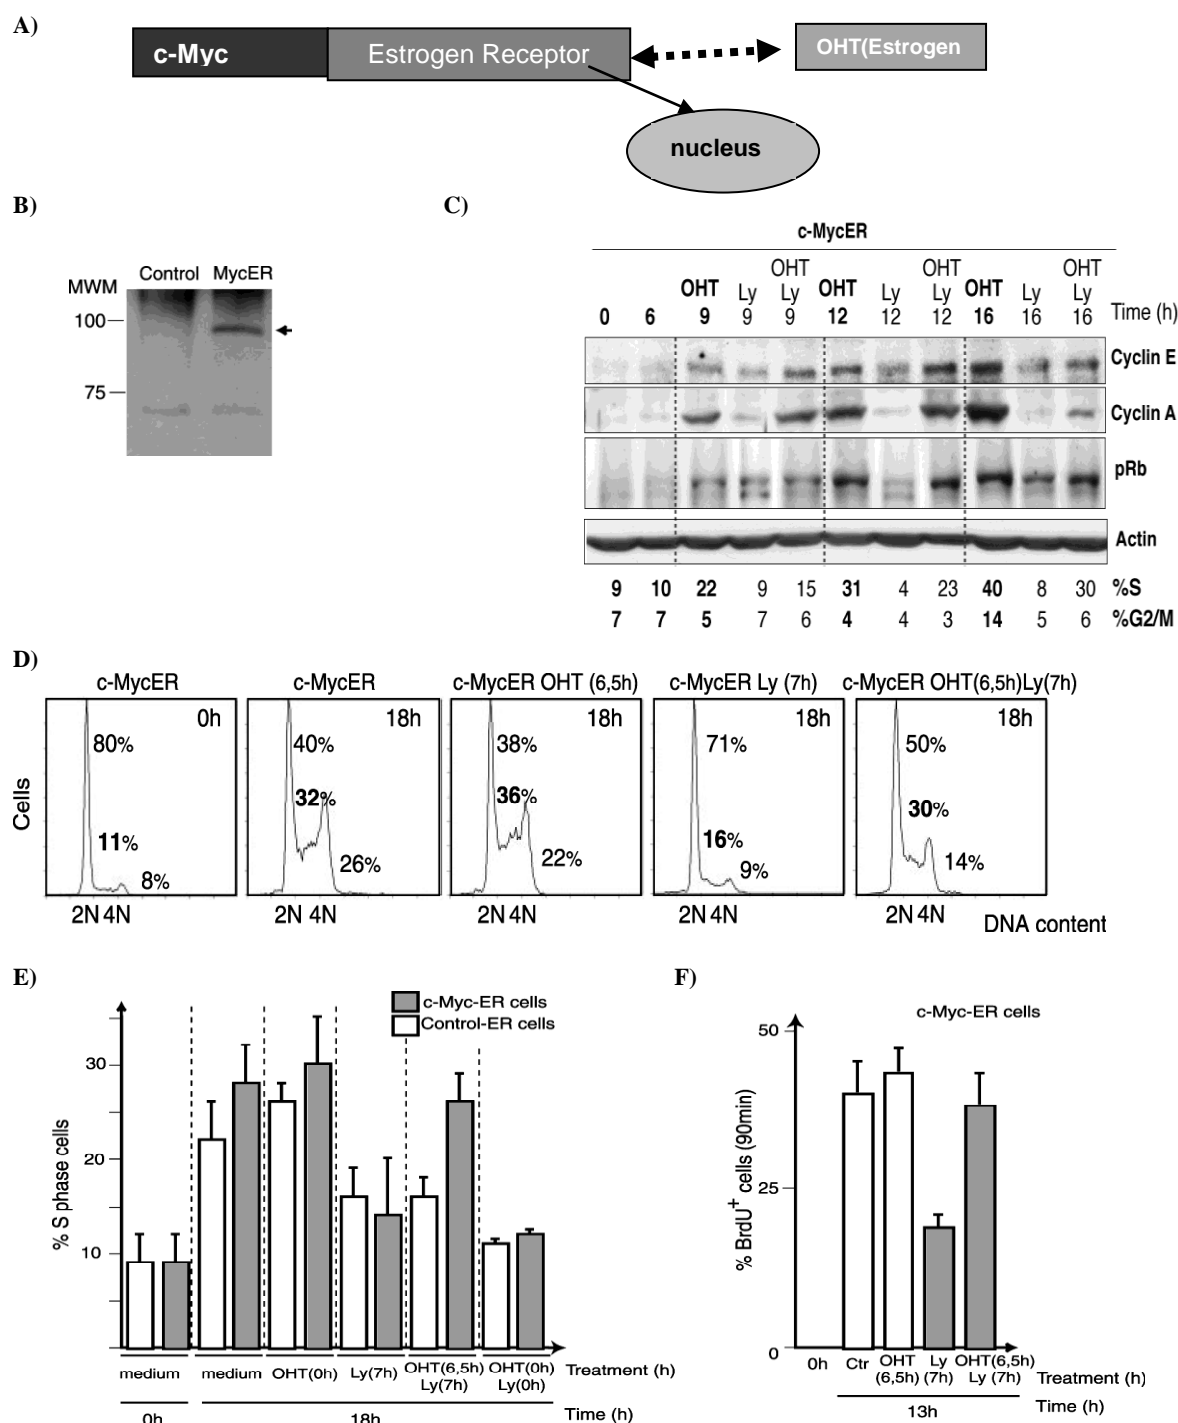 A)
c-Myc
Estrogen Receptor
OHT(Estrogen
nucleus
B)
Control MycER
MWM
100
75
C)
c-MycER
OHT OHT OHT
OHT Ly Ly OHT Ly Ly OHT Ly Ly
0 6 9 9 9 12 12 12 16 16 16 Time (h)
Cyclin E
Cyclin A
pRb
Actin
9 10 22 9 15 31 4 23 40 8 30 %S
7 7 5 7 6 4 4 3 14 5 6 %G2/M
D)
c-MycER c-MycER c-MycER OHT (6,5h) c-MycER Ly (7h) c-MycER OHT(6,5h)Ly(7h)
0h 18h 18h 18h 18h
80% 40% 38% 71% 50%
11% 32% 36% 16% 30%
8% 26% 22% 9% 14%
Cells
2N 4N 2N 4N 2N 4N 2N 4N 2N 4N
DNA content
E)
c-Myc-ER cells
Control-ER cells
% S phase cells
30
20
10
medium medium OHT(0h) Ly(7h) OHT(6,5h) OHT(0h) Treatment (h)
Ly(7h) Ly(0h)
0h 18h Time (h)
F)
c-Myc-ER cells
% BrdU+ cells (90min)
50
25
0
0h Ctr OHT Ly OHT(6,5h)
(6,5h) (7h) Ly (7h) Treatment (h)
13h Time (h)